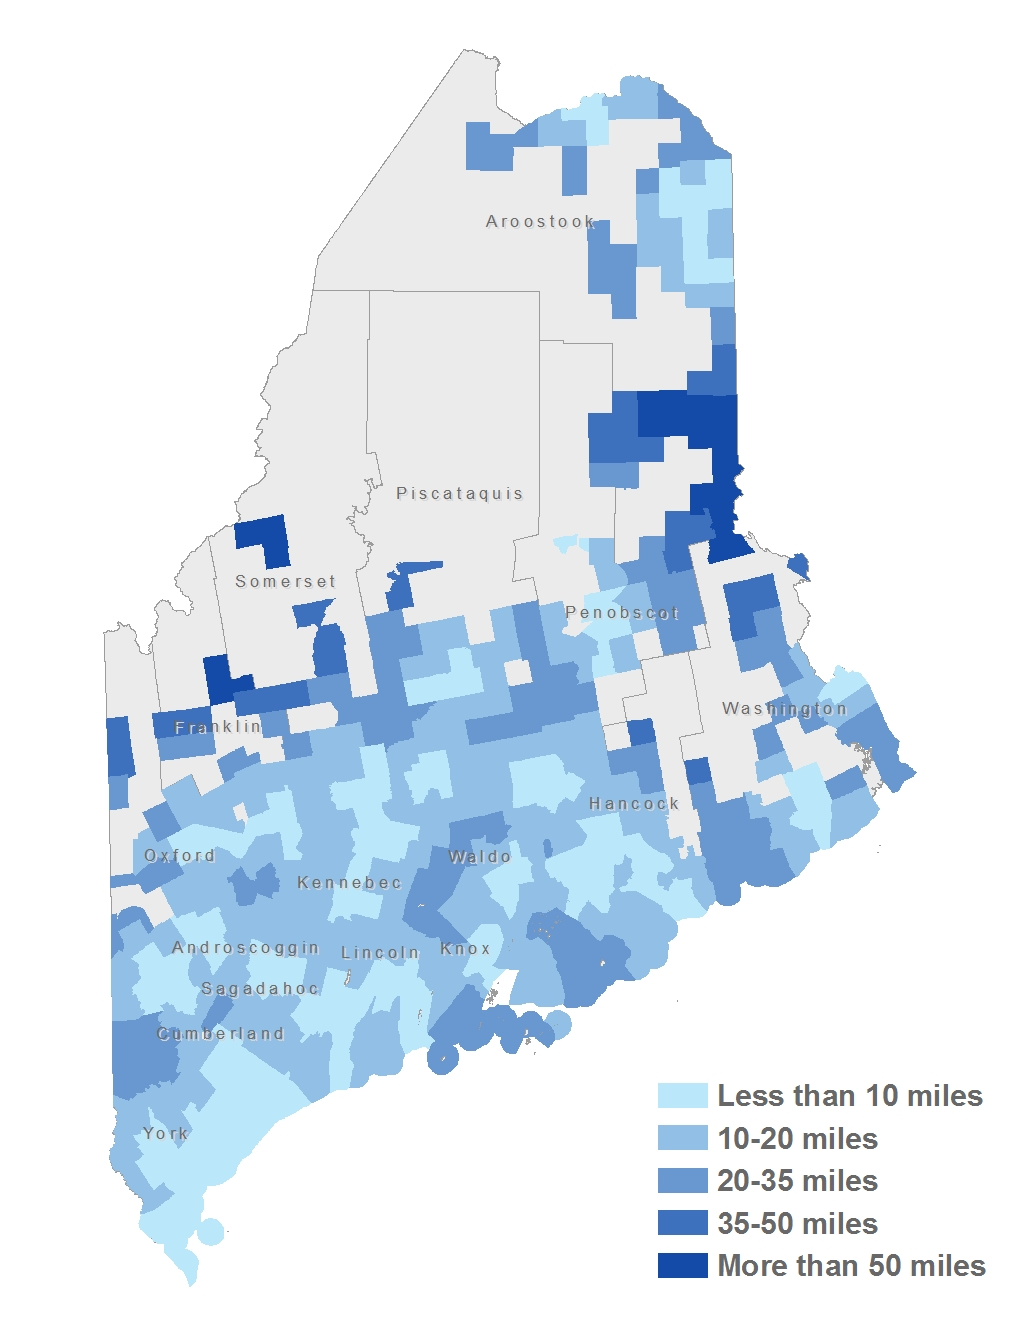 Aroostook
Piscataquis
Somerset
Penobscot
Washington
Franklin
Hancock
Oxford
Waldo
Kennebec
Androscoggin
Lincoln
Knox
Sagadahoc
Cumberland
York
Less than 10 miles
10-20 miles
20-35 miles
35-50 miles
More than 50 miles